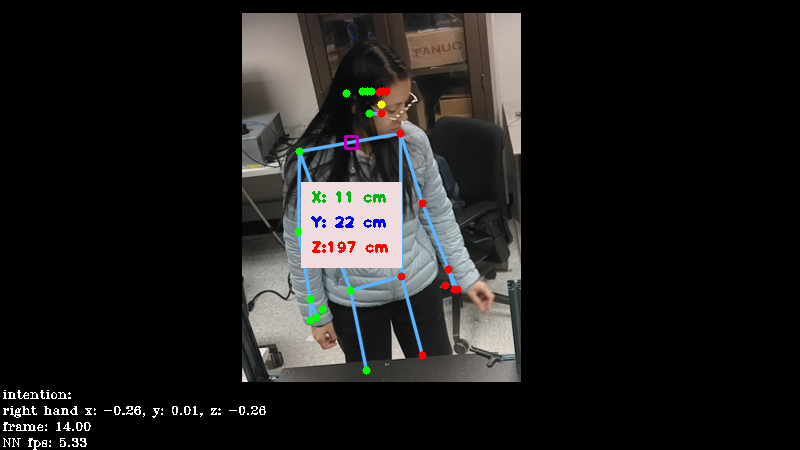 FANUC
X: 11 cm
Y: 22 cm
Z:197 cm
intention:
right hand x: −0.26, y: 0.01, z: −0.26
frame: 14.00
NN fps: 5.33